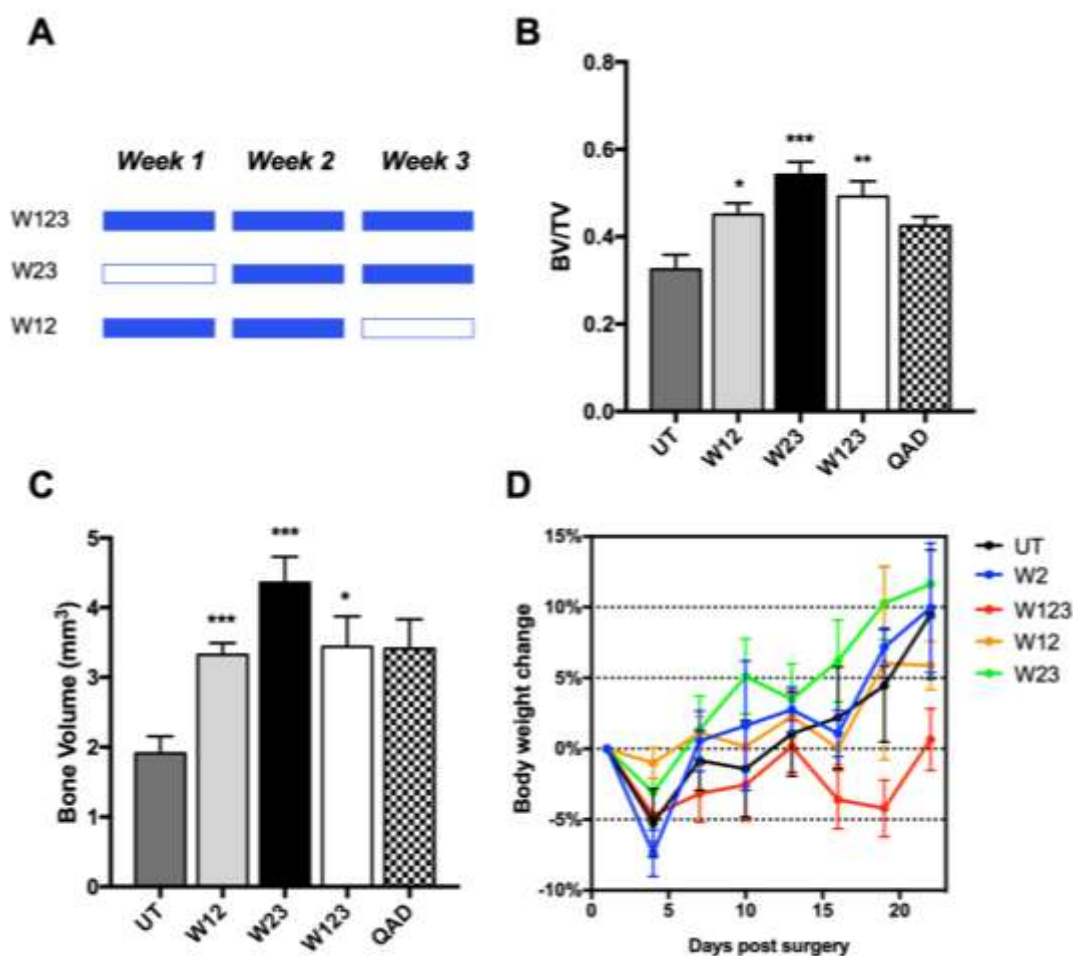 A
Week 1 Week 2 Week 3
W123
W23
W12
B
BV/TV
0.8
0.6
0.4
0.2
0.0
*
***
**
UT W12 W23 W123 QAD
C
Bone Volume (mm³)
5
4
3
2
1
0
***
***
*
UT W12 W23 W123 QAD
D
Body weight change
15%
10%
5%
0%
-5%
-10%
0 5 10 15 20
Days post surgery
UT
W2
W123
W12
W23